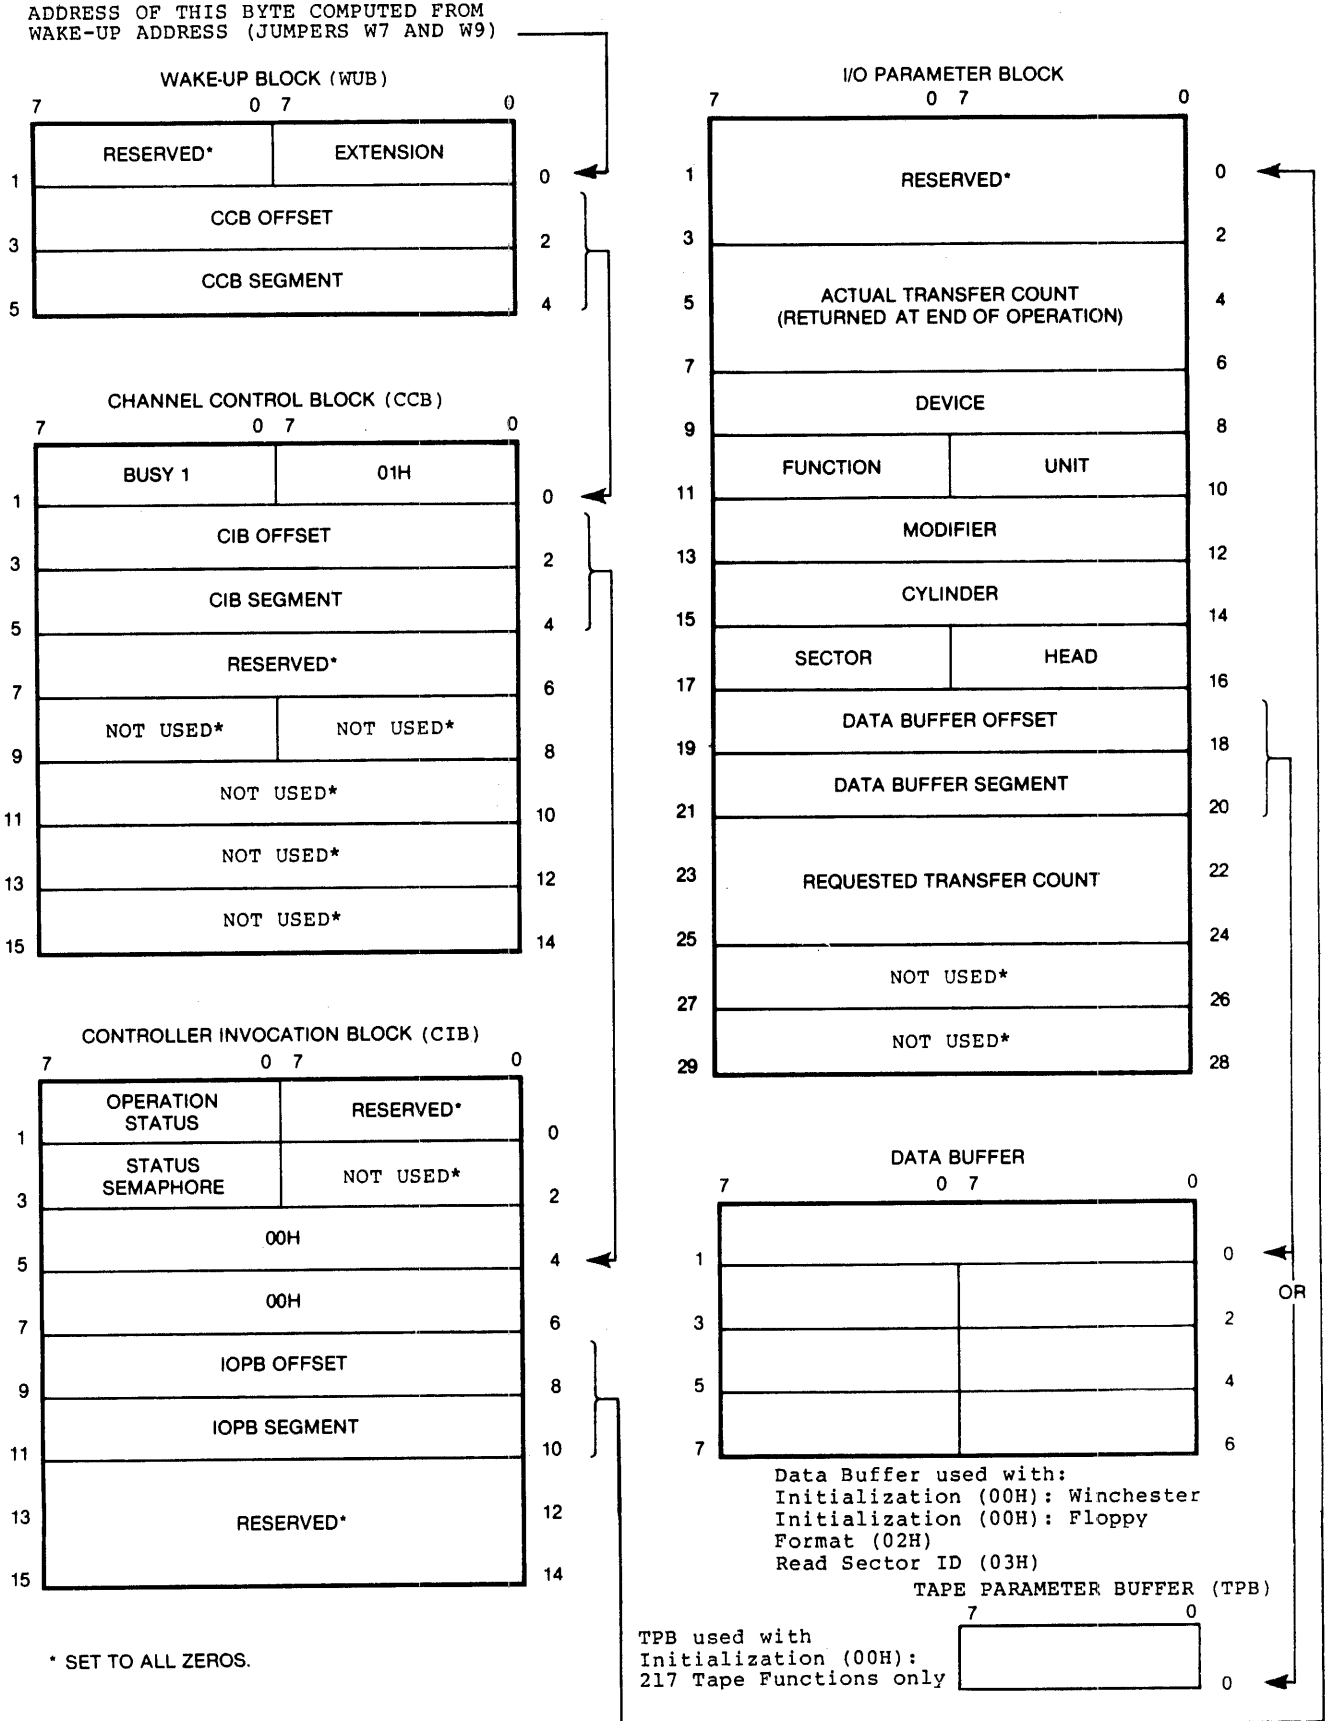 ADDRESS OF THIS BYTE COMPUTED FROM
WAKE-UP ADDRESS (JUMPERS W7 AND W9)
WAKE-UP BLOCK (WUB)
7 0 7 0
RESERVED* EXTENSION
1 0
CCB OFFSET
3 2
CCB SEGMENT
5 4
CHANNEL CONTROL BLOCK (CCB)
7 0 7 0
BUSY 1 01H
1 0
CIB OFFSET
3 2
CIB SEGMENT
5 4
RESERVED*
7 6
NOT USED* NOT USED*
9 8
NOT USED*
11 10
NOT USED*
13 12
NOT USED*
15 14
CONTROLLER INVOCATION BLOCK (CIB)
7 0 7 0
OPERATION
STATUS
RESERVED*
1 0
STATUS
SEMAPHORE
NOT USED*
3 2
00H
5 4
00H
7 6
IOPB OFFSET
9 8
IOPB SEGMENT
11 10
13 RESERVED* 12
15 14
* SET TO ALL ZEROS.
I/O PARAMETER BLOCK
7 0 7 0
1 RESERVED* 0
3 2
ACTUAL TRANSFER COUNT
5 4
(RETURNED AT END OF OPERATION)
7 6
DEVICE
9 8
FUNCTION UNIT
11 10
MODIFIER
13 12
CYLINDER
15 14
SECTOR HEAD
17 16
DATA BUFFER OFFSET
19 18
DATA BUFFER SEGMENT
21 20
23 REQUESTED TRANSFER COUNT 22
25 24
NOT USED*
27 26
NOT USED*
29 28
DATA BUFFER
7 0 7 0
1 0
OR
3 2
5 4
7 6
Data Buffer used with:
Initialization (00H): Winchester
Initialization (00H): Floppy
Format (02H)
Read Sector ID (03H)
TAPE PARAMETER BUFFER (TPB)
7 0
TPB used with
Initialization (00H):
217 Tape Functions only
0